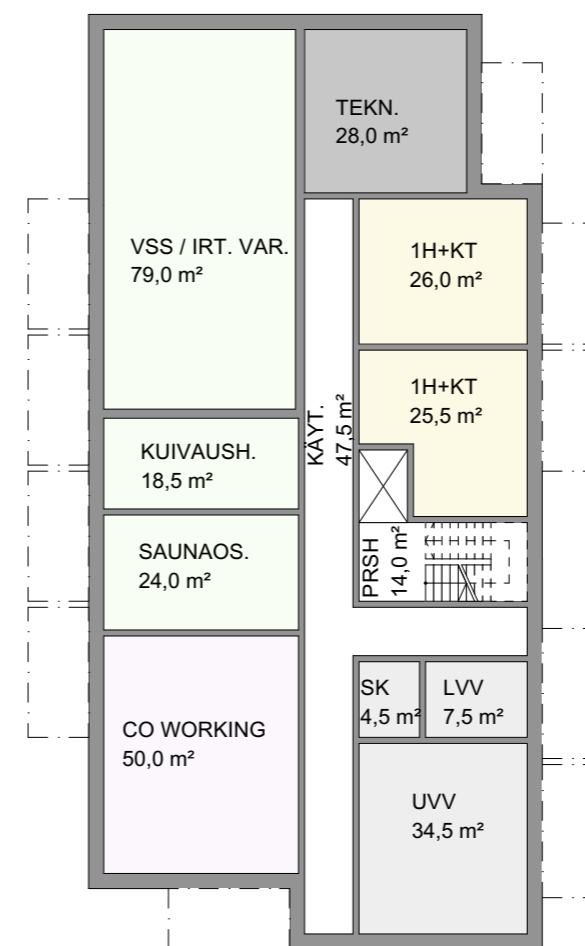 TEKN.
28,0 m²
VSS / IRT. VAR.
79,0 m²
1H+KT
26,0 m²
1H+KT
25,5 m²
KÄYT.
47,5 m²
KUIVAUSH.
18,5 m²
SAUNAOS.
24,0 m²
PRSH
14,0 m²
SK
4,5 m²
LVV
7,5 m²
CO WORKING
50,0 m²
UVV
34,5 m²